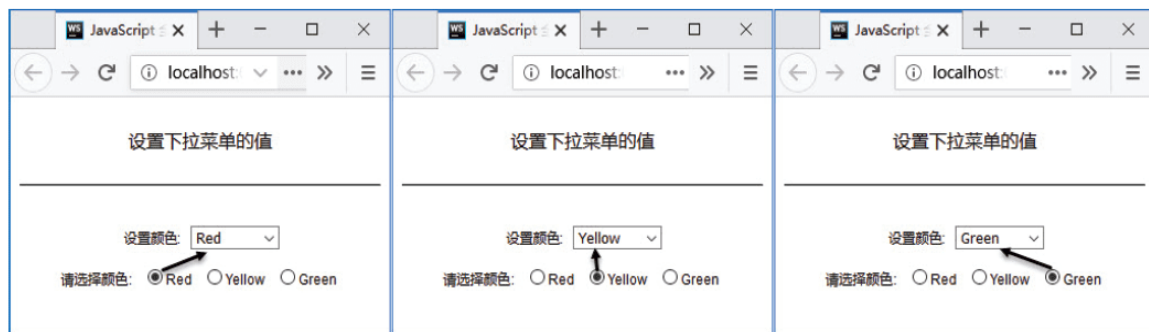 WS JavaScript WS JavaScript WS JavaScript
localhost: localhost: localhost:
设置下拉菜单的值 设置下拉菜单的值 设置下拉菜单的值
设置颜色: Red 设置颜色: Yellow 设置颜色: Green
请选择颜色: Red Yellow Green 请选择颜色: Red Yellow Green 请选择颜色: Red Yellow Green